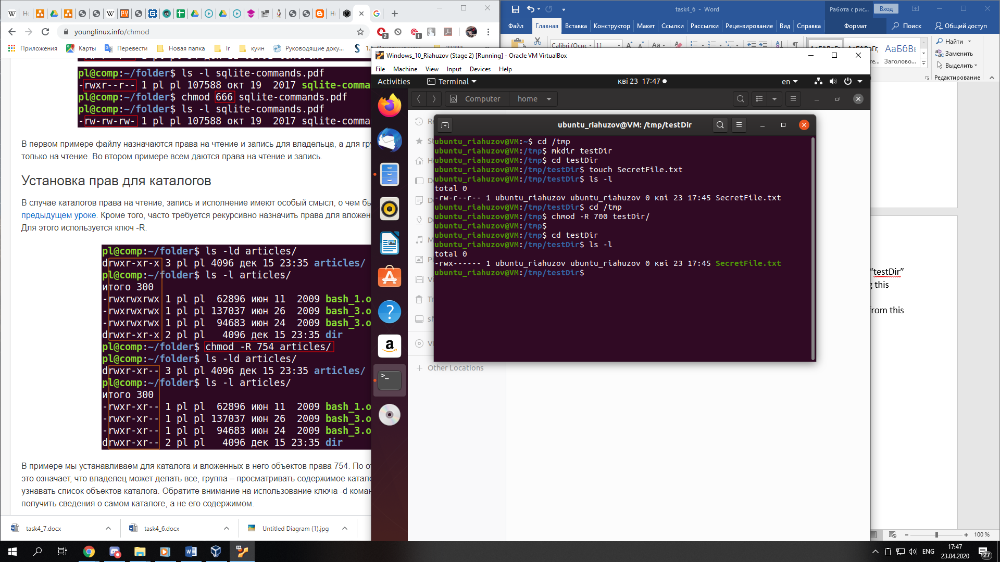 younglinux.info/chmod
Приложения
Карты
Перевести
Новая папка
Ir
куин
Руководящие доку...
pl@comp:~/folder$ ls -l sqlite-commands.pdf
-rwxr--r-- 1 pl pl 107588 окт 19  2017 sqlite-comma
pl@comp:~/folder$ chmod 666 sqlite-commands.pdf
pl@comp:~/folder$ ls -l sqlite-commands.pdf
-rw-rw-rw- 1 pl pl 107588 окт 19  2017 sqlite-comma
В первом примере файлу назначаются права на чтение и запись для владельца, а для гру
только на чтение. Во втором примере всем даются права на чтение и запись.
Установка прав для каталогов
В случае каталогов права на чтение, запись и исполнение имеют особый смысл, о чем бы
предыдущем уроке. Кроме того, часто требуется рекурсивно назначить права для вложен
Для этого используется ключ -R.
pl@comp:~/folder$ ls -ld articles/
drwxr-xr-x 3 pl pl 4096 дек 15 23:35 articles/
pl@comp:~/folder$ ls -l articles/
итого 300
-rwxrwxrwx 1 pl pl  62896 июн 11  2009 bash_1.o
-rwxrwxrwx 1 pl pl 137037 июн 26  2009 bash_3.o
-rwxrwxrwx 1 pl pl  94683 июн 24  2009 bash_3.o
drwxr-xr-x 2 pl pl   4096 дек 15 23:35 dir
pl@comp:~/folder$ chmod -R 754 articles/
pl@comp:~/folder$ ls -ld articles/
drwxr-xr-- 3 pl pl 4096 дек 15 23:35 articles/
pl@comp:~/folder$ ls -l articles/
итого 300
-rwxr-xr-- 1 pl pl  62896 июн 11  2009 bash_1.o
-rwxr-xr-- 1 pl pl 137037 июн 26  2009 bash_3.o
-rwxr-xr-- 1 pl pl  94683 июн 24  2009 bash_3.o
drwxr-xr-- 2 pl pl   4096 дек 15 23:35 dir
В примере мы устанавливаем для каталога и вложенных в него объектов права 754. По от
это означает, что владелец может делать все, группа – просматривать содержимое катало
узнавать список объектов каталога. Обратите внимание на использование ключа -d коман
получить сведения о самом каталоге, а не его содержимом.
task4_7.docx
task4_6.docx
Untitled Diagram (1).jpg
task4_6 - Word
Работа с рис...
Вход
Файл Главная Вставка Конструктор Макет Ссылки Рассылки Рецензирование Вид Справка Формат Поиск Общий доступ
Calibri (Оснс 11
АаБбВı
Заголово...
Найти
Заменить
Выделить
Редактирование
Windows_10_Riahuzov (Stage 2) [Running] - Oracle VM VirtualBox
File Machine View Input Devices Help
Activities Terminal кві 23 17:47 en
Computer home
Other Locations
ubuntu_riahuzov@VM: /tmp/testDir
ubuntu_riahuzov@VM:~$ cd /tmp
ubuntu_riahuzov@VM:/tmp$ mkdir testDir
ubuntu_riahuzov@VM:/tmp$ cd testDir
ubuntu_riahuzov@VM:/tmp/testDir$ touch SecretFile.txt
ubuntu_riahuzov@VM:/tmp/testDir$ ls -l
total 0
-rw-r--r-- 1 ubuntu_riahuzov ubuntu_riahuzov 0 кві 23 17:45 SecretFile.txt
ubuntu_riahuzov@VM:/tmp/testDir$ cd /tmp
ubuntu_riahuzov@VM:/tmp$ chmod -R 700 testDir/
ubuntu_riahuzov@VM:/tmp$
ubuntu_riahuzov@VM:/tmp$ cd testDir
ubuntu_riahuzov@VM:/tmp/testDir$ ls -l
total 0
-rwx------ 1 ubuntu_riahuzov ubuntu_riahuzov 0 кві 23 17:45 SecretFile.txt
ubuntu_riahuzov@VM:/tmp/testDir$
“testDir”
this
from this
100 %
ENG
17:47
23.04.2020
27